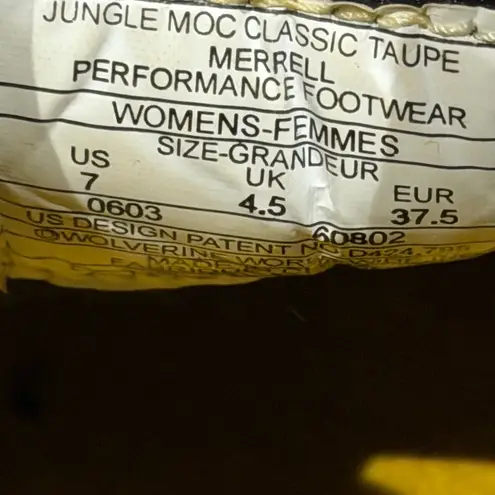 JUNGLE MOC CLASSIC TAUPE
MERRELL
PERFORMANCE FOOTWEAR
WOMENS-FEMMES
SIZE-GRANDEUR
US UK EUR
7 4.5 37.5
0603 60802
US DESIGN PATENT
©WOLVERINE